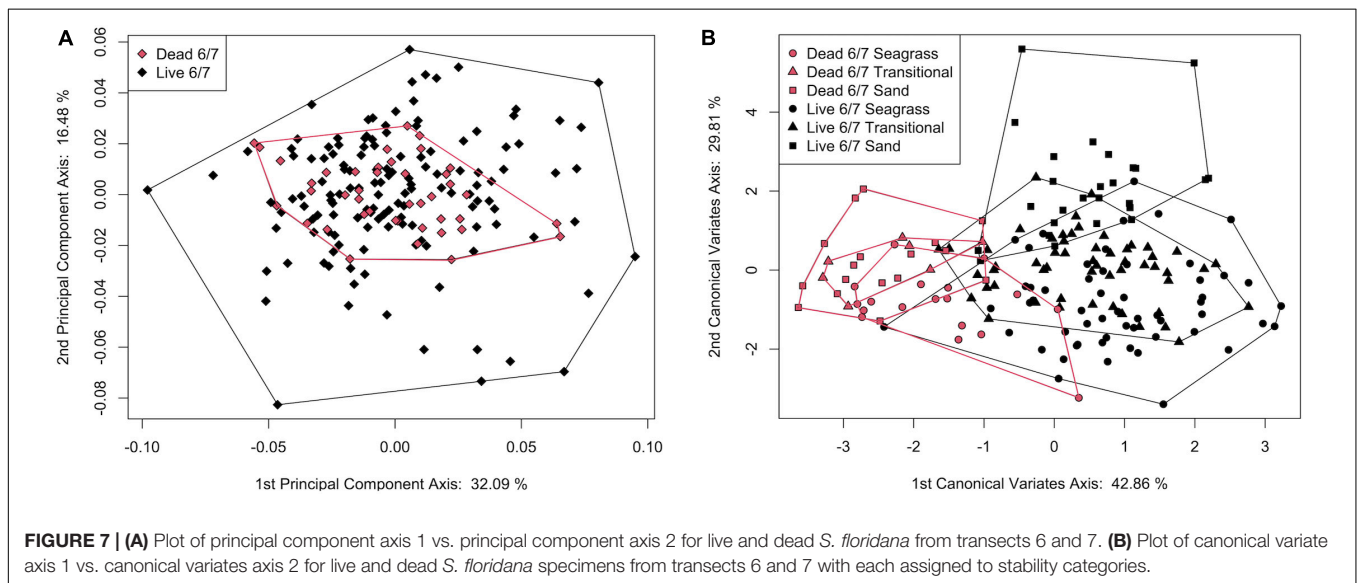 A
Dead 6/7
Live 6/7
2nd Principal Component Axis: 16.48 %
0.06
0.04
0.02
0.00
-0.02
-0.04
-0.06
-0.08
-0.10
-0.05
0.00
0.05
0.10
1st Principal Component Axis: 32.09 %
B
Dead 6/7 Seagrass
Dead 6/7 Transitional
Dead 6/7 Sand
Live 6/7 Seagrass
Live 6/7 Transitional
Live 6/7 Sand
2nd Canonical Variates Axis: 29.81 %
4
2
0
-2
-3
-2
-1
0
1
2
3
1st Canonical Variates Axis: 42.86 %
FIGURE 7 | (A) Plot of principal component axis 1 vs. principal component axis 2 for live and dead S. floridana from transects 6 and 7. (B) Plot of canonical variate
axis 1 vs. canonical variates axis 2 for live and dead S. floridana specimens from transects 6 and 7 with each assigned to stability categories.